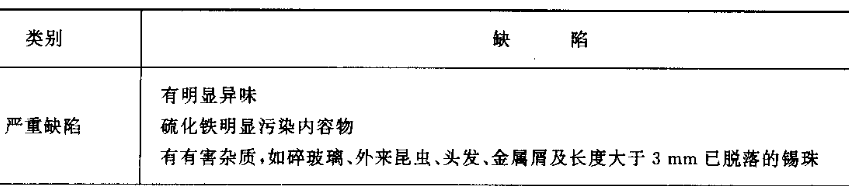 类别 缺 陷
有明显异味
严重缺陷 硫化铁明显污染内容物
有有害杂质,如碎玻璃、外来昆虫、头发、金属屑及长度大于 3 mm 已脱落的锡珠